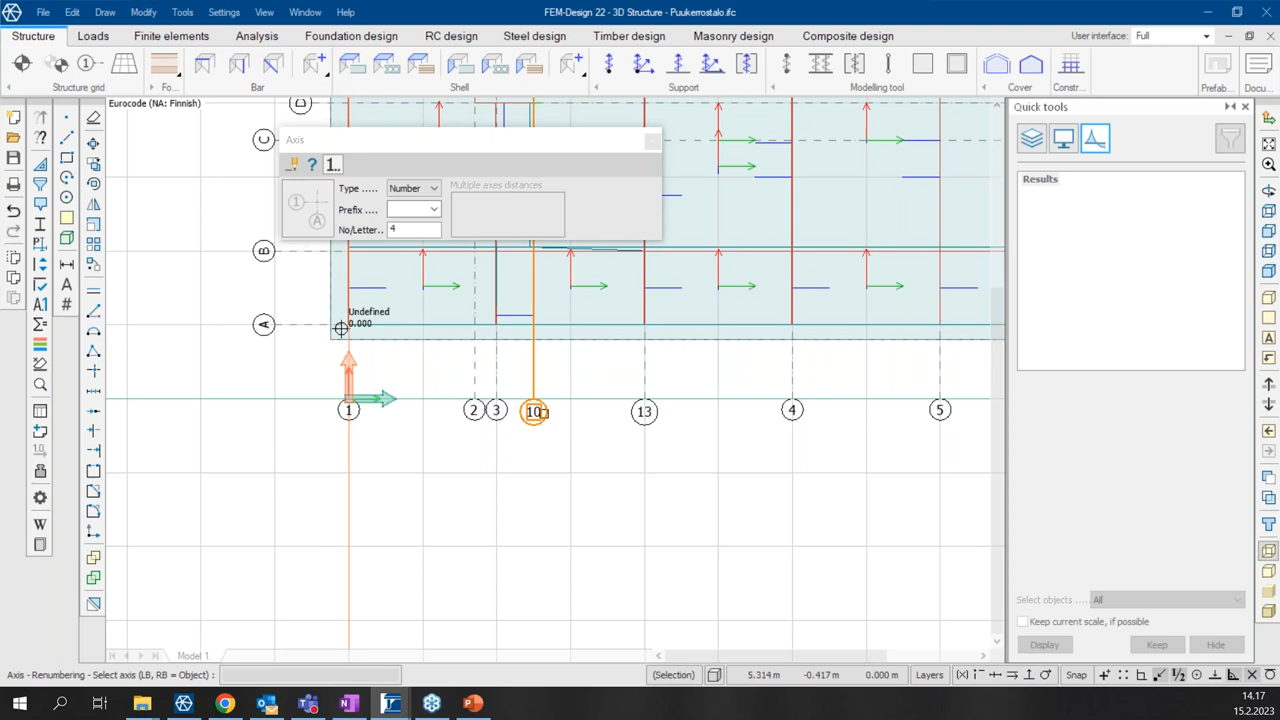 File Edit Draw Modify Tools Settings View Window Help
FEM-Design 22 - 3D Structure - Puukerrostalo.ifc
Structure Loads Finite elements Analysis Foundation design RC design Steel design Timber design Masonry design Composite design
User interface: Full
Structure grid Fo... Bar Shell Support Modelling tool Cover Constr... Prefab... Docu...
Eurocode (NA: Finnish)
Quick tools
Results
Axis
Type ..... Number
Prefix ....
No/Letter.. 4
Multiple axes distances
D
C
B
A
Undefined
0.000
1 2 3 10 13 4 5
Select objects ..... All
Keep current scale, if possible
Display Keep Hide
Model 1.
Axis - Renumbering - Select axis (LB, RB = Object) :
(Selection) 5.314 m -0.417 m 0.000 m Layers Snap
14.17
15.2.2023